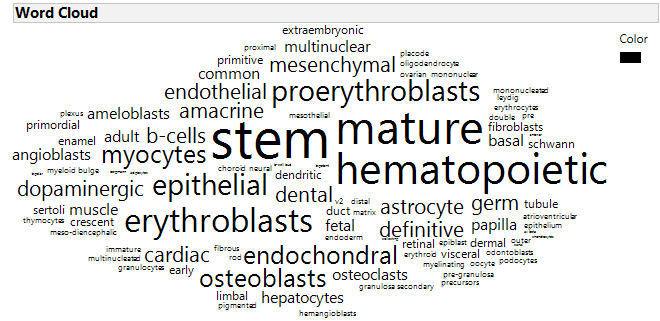 Word Cloud
Color
extraembryonic
proximal multinuclear placode
primitive mesenchymal oligodendrocyte
common ovarian mononuclear
endothelial proerythroblasts mononucleated
leydig
plexus ameloblasts amacrine mesothelial erythrocytes
primordial double pre
enamel adult b-cells stem mature fibroblasts
angioblasts myocytes basal schwann
myeloid bulge choroid neural hematopoietic
dopaminergic epithelial dendritic
dental v2 distal astrocyte germ tubule
sertoli muscle erythroblasts duct matrix atrioventricular
thymocytes crescent fetal definitive papilla epithelium
meso-diencephalic endoderm
immature cardiac fibrous endochondral retinal epiblast dermal outer
multinucleated rod erythroid visceral odontoblasts
granulocytes early osteoblasts osteoclasts myelinating oocyte podocytes
pre-granulosa
limbal hepatocytes granulosa secondary precursors
pigmented
hemangioblasts